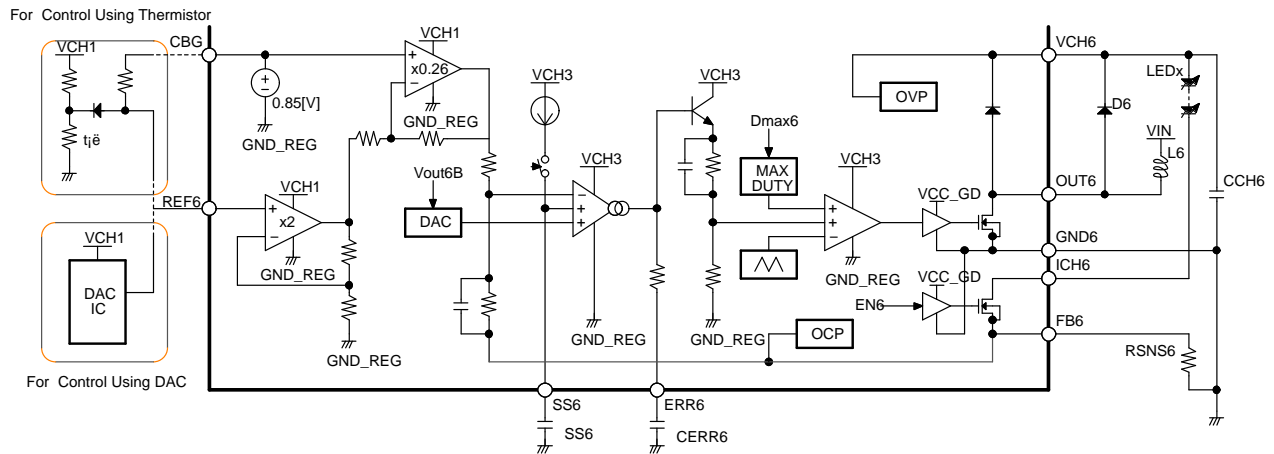 For Control Using Thermistor
VCH1
CBG
VCH1
x0.26
GND_REG
0.85[V]
GND_REG
t¡ë
REF6
VCH1
x2
GND_REG
GND_REG
VCH1
DAC
IC
For Control Using DAC
Vout6B
DAC
VCH3
VCH3
GND_REG
SS6
SS6
ERR6
CERR6
VCH3
GND_REG
Dmax6
MAX
DUTY
VCH3
GND_REG
OVP
VCC_GD
VCC_GD
EN6
OCP
VCH6
LEDx
D6
VIN
L6
OUT6
CCH6
GND6
ICH6
FB6
RSNS6